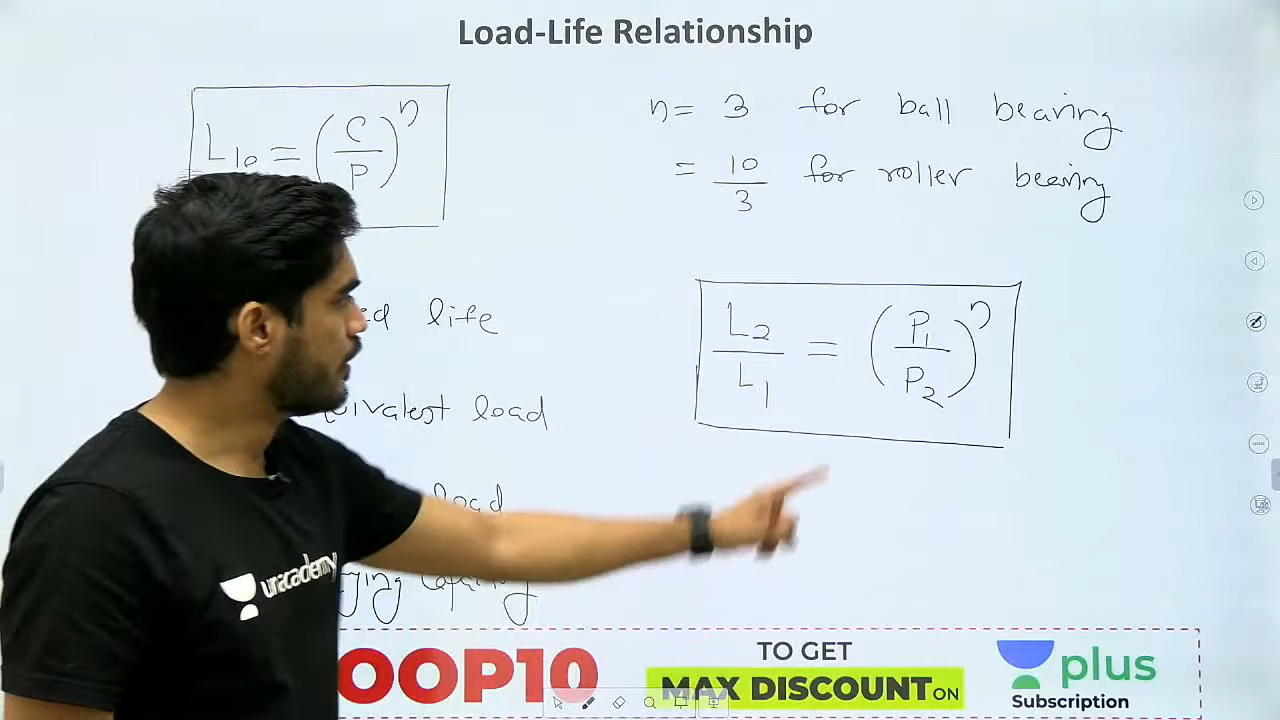 Load-Life Relationship
L10 = (C/P)^n
n = 3 for ball bearing
= 10/3 for roller bearing
life
L2/L1 = (P1/P2)^n
load
load
unacademy
OOP10
TO GET
MAX DISCOUNT ON
plus
Subscription